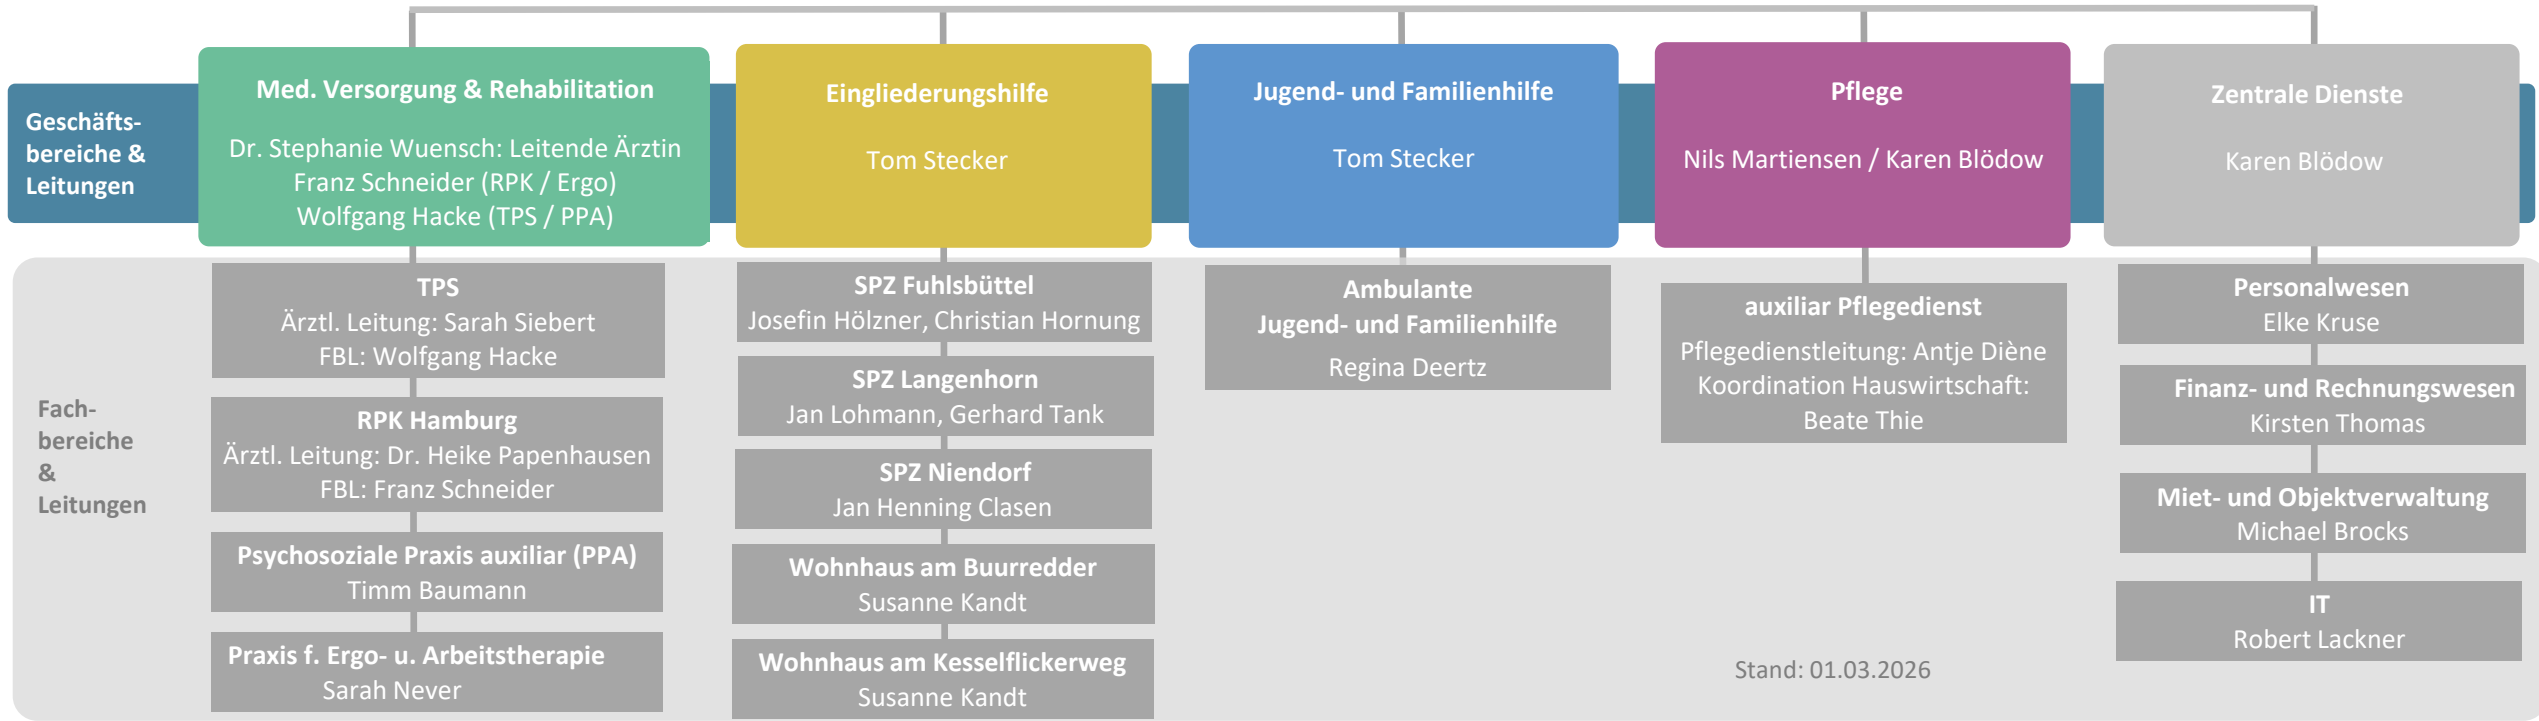 Geschäfts-
bereiche &
Leitungen
Med. Versorgung & Rehabilitation
Dr. Stephanie Wuensch: Leitende Ärztin
Franz Schneider (RPK / Ergo)
Wolfgang Hacke (TPS / PPA)
Eingliederungshilfe
Tom Stecker
Jugend- und Familienhilfe
Tom Stecker
Pflege
Nils Martiensen / Karen Blödow
Zentrale Dienste
Karen Blödow
Fach-
bereiche
&
Leitungen
TPS
Ärztl. Leitung: Sarah Siebert
FBL: Wolfgang Hacke
RPK Hamburg
Ärztl. Leitung: Dr. Heike Papenhausen
FBL: Franz Schneider
Psychosoziale Praxis auxiliar (PPA)
Timm Baumann
Praxis f. Ergo- u. Arbeitstherapie
Sarah Never
SPZ Fuhlsbüttel
Josefin Hölzner, Christian Hornung
SPZ Langenhorn
Jan Lohmann, Gerhard Tank
SPZ Niendorf
Jan Henning Clasen
Wohnhaus am Buurredder
Susanne Kandt
Wohnhaus am Kesselflickerweg
Susanne Kandt
Ambulante
Jugend- und Familienhilfe
Regina Deertz
auxiliar Pflegedienst
Pflegedienstleitung: Antje Diène
Koordination Hauswirtschaft:
Beate Thie
Personalwesen
Elke Kruse
Finanz- und Rechnungswesen
Kirsten Thomas
Miet- und Objektverwaltung
Michael Brocks
IT
Robert Lackner
Stand: 01.03.2026